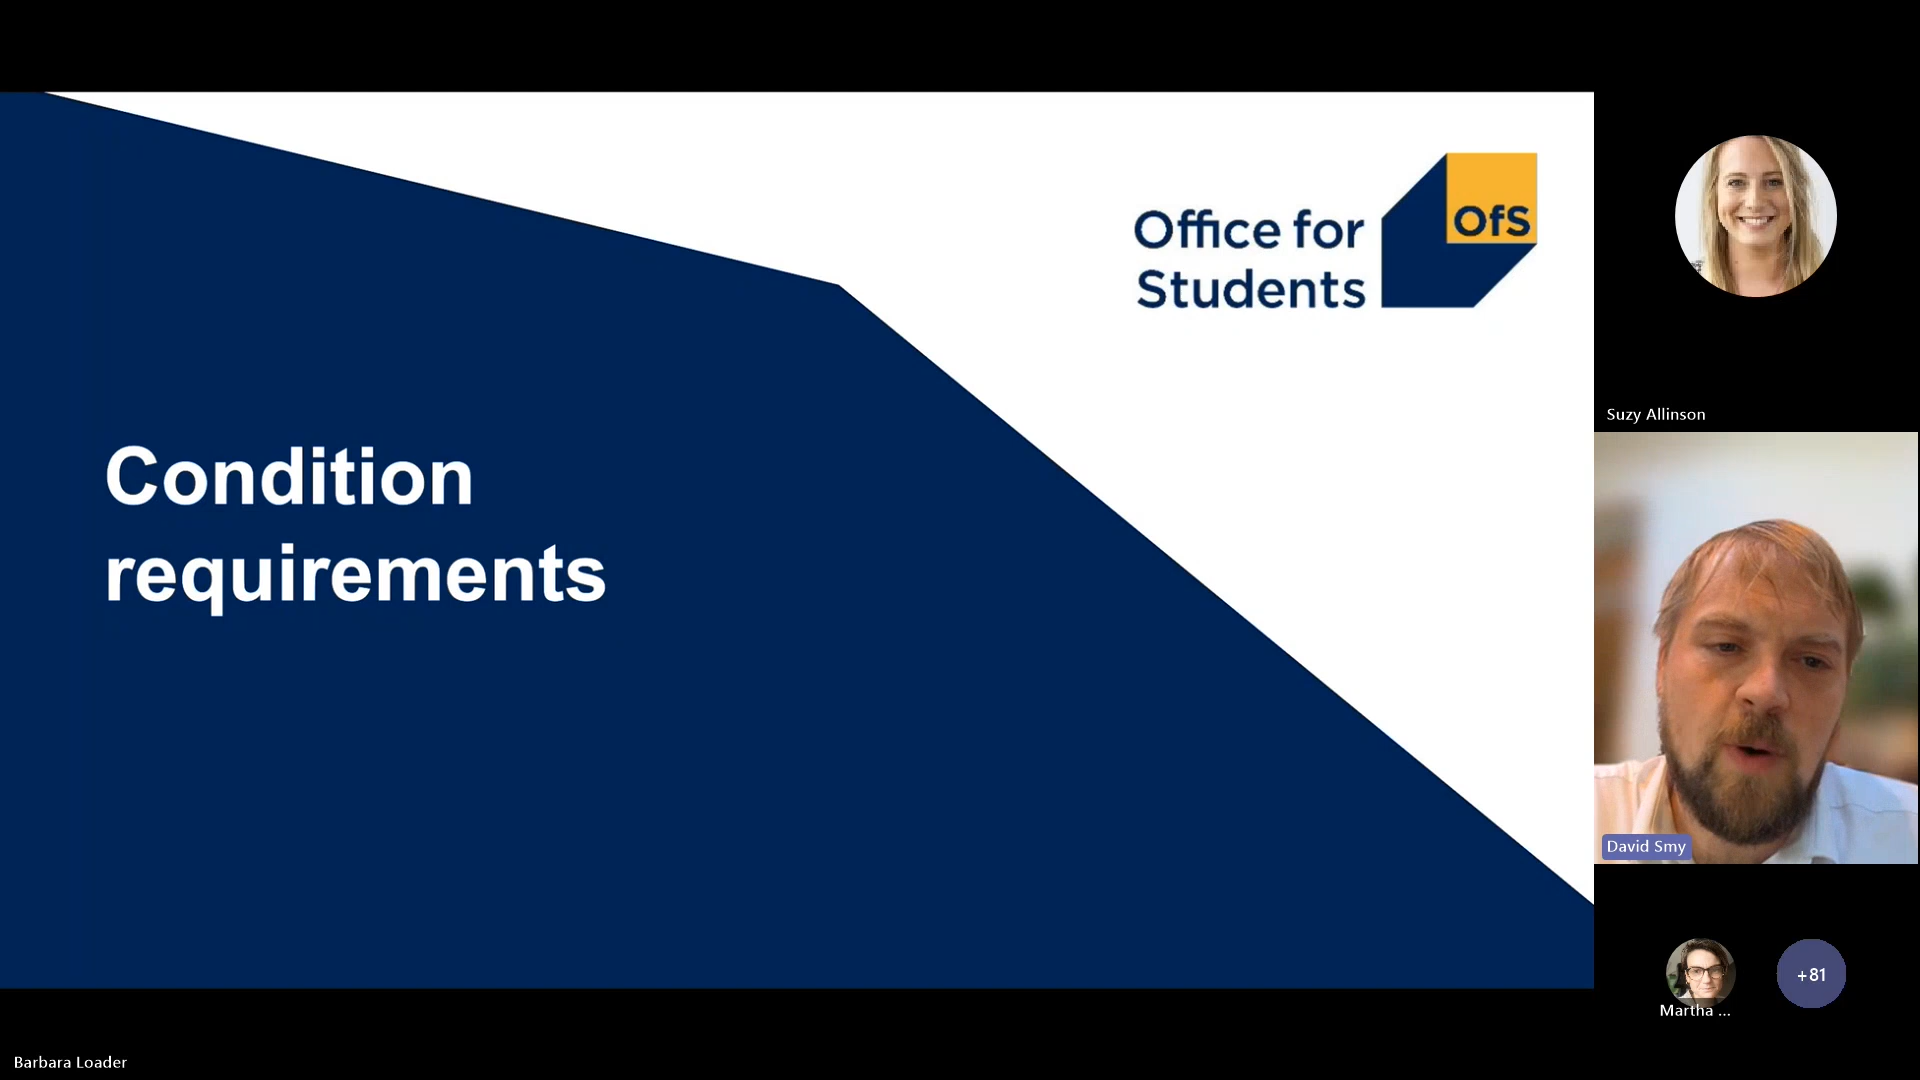 Office for
Students
OfS
Condition
requirements
Suzy Allinson
David Smy
Martha ...
+81
Barbara Loader